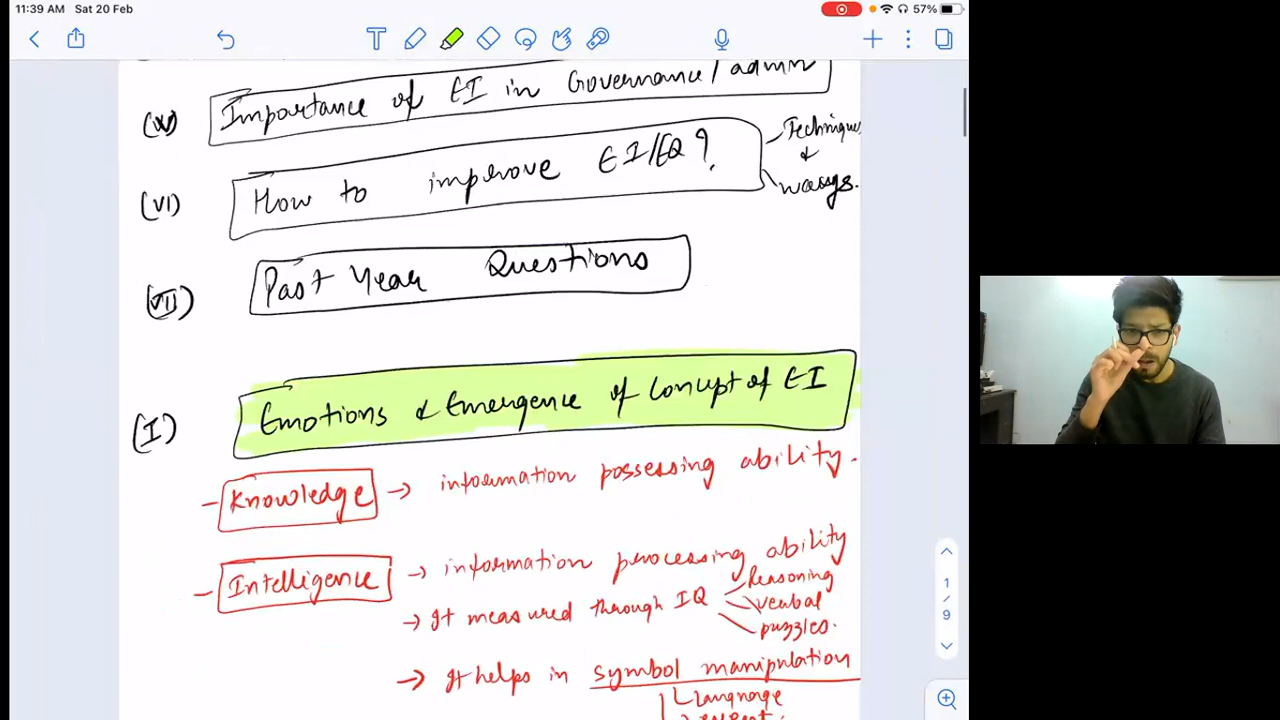 11:39 AM Sat 20 Feb
57%
(V) Importance of EI in Governance/admin
(VI) How to improve EI/EQ?
Techniques
&
ways.
(VII) Past Year Questions
(I) Emotions & Emergence of Concept of EI
- Knowledge → information possessing ability.
- Intelligence → information processing ability
→ It measured through IQ
Reasoning
verbal
puzzles.
→ It helps in symbol manipulation
Language
1
/
9